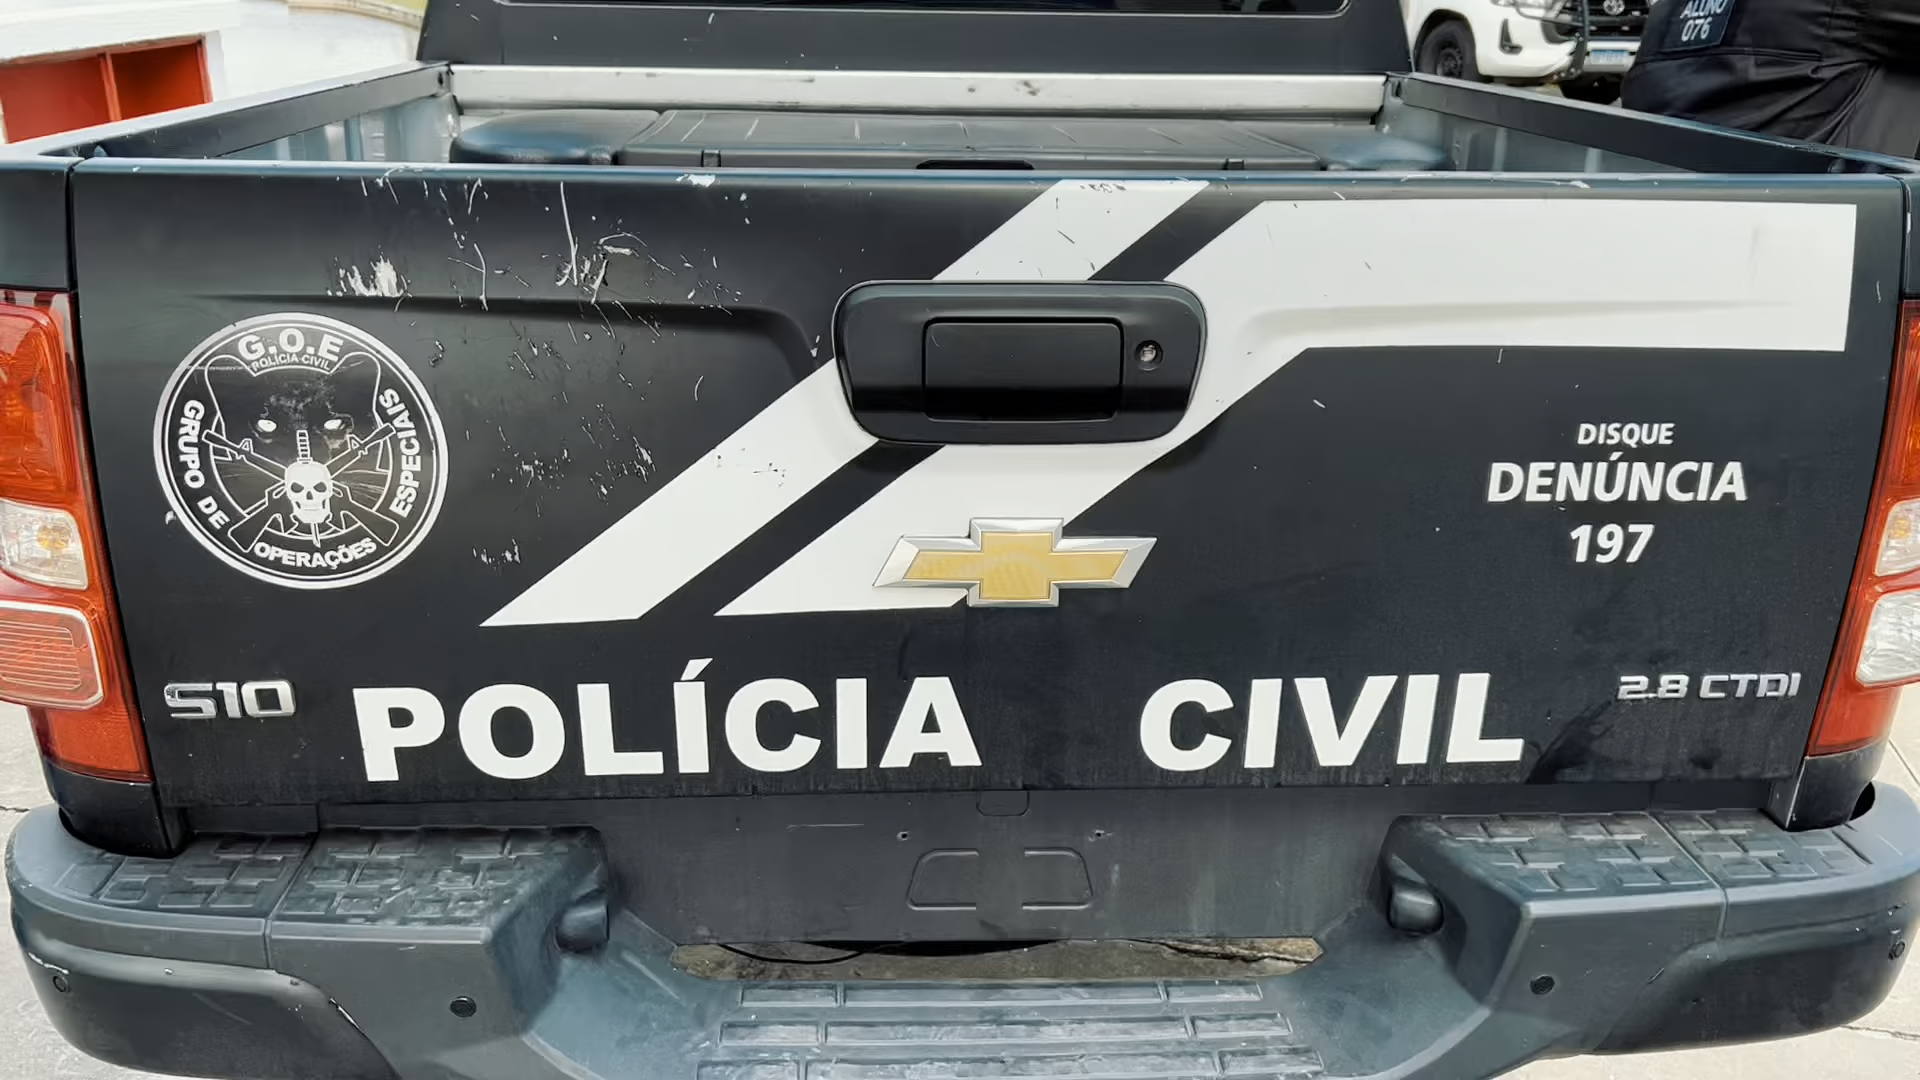 ALUNO
076
G.O.E
POLÍCIA CIVIL
GRUPO DE
OPERAÇÕES
ESPECIAIS
DISQUE
DENÚNCIA
197
S10
POLÍCIA CIVIL
2.8 CTDI